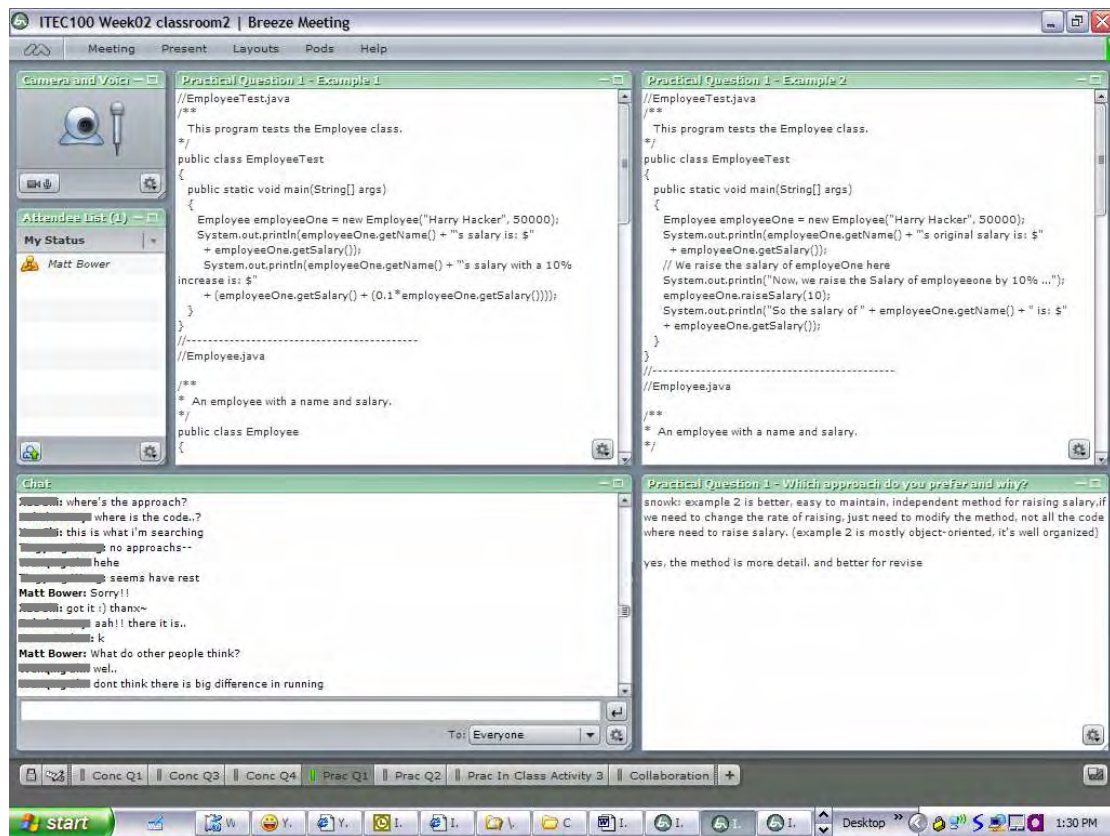 ITEC100 Week02 classroom2 | Breeze Meeting
Meeting Present Layouts Pods Help
Camera and Voice
Attendee List (1)
My Status
Matt Bower
Practical Question 1 - Example 1
//EmployeeTest.java
/**
This program tests the Employee class.
*/
public class EmployeeTest
{
public static void main(String[] args)
{
Employee employeeOne = new Employee("Harry Hacker", 50000);
System.out.println(employeeOne.getName() + "'s salary is: $"
+ employeeOne.getSalary());
System.out.println(employeeOne.getName() + "'s salary with a 10%
increase is: $"
+ (employeeOne.getSalary() + (0.1*employeeOne.getSalary())));
}
}
//------------------------------------------
//Employee.java
/**
* An employee with a name and salary.
*/
public class Employee
{
Practical Question 1 - Example 2
//EmployeeTest.java
/**
This program tests the Employee class.
*/
public class EmployeeTest
{
public static void main(String[] args)
{
Employee employeeOne = new Employee("Harry Hacker", 50000);
System.out.println(employeeOne.getName() + "'s original salary is: $"
+ employeeOne.getSalary());
// We raise the salary of employeOne here
System.out.println("Now, we raise the Salary of employeeone by 10% ...");
employeeOne.raiseSalary(10);
System.out.println("So the salary of " + employeeOne.getName() + " is: $"
+ employeeOne.getSalary());
}
}
//--------------------------------------------
//Employee.java
/**
* An employee with a name and salary.
*/
Chat
: where's the approach?
where is the code..?
: this is what i'm searching
: no approachs--
hehe
: seems have rest
Matt Bower: Sorry!!
: got it :) thanx~
aah!! there it is..
: k
Matt Bower: What do other people think?
wel..
dont think there is big difference in running
To: Everyone
Practical Question 1 - Which approach do you prefer and why?
snowk: example 2 is better, easy to maintain, independent method for raising salary,if
we need to change the rate of raising, just need to modify the method, not all the code
where need to raise salary. (example 2 is mostly object-oriented, it's well organized)
yes, the method is more detail, and better for revise
Conc Q1 Conc Q3 Conc Q4 Prac Q1 Prac Q2 Prac In Class Activity 3 Collaboration +
start W Y. Y. I. I. \. C I. I. I. I. Desktop » 1:30 PM